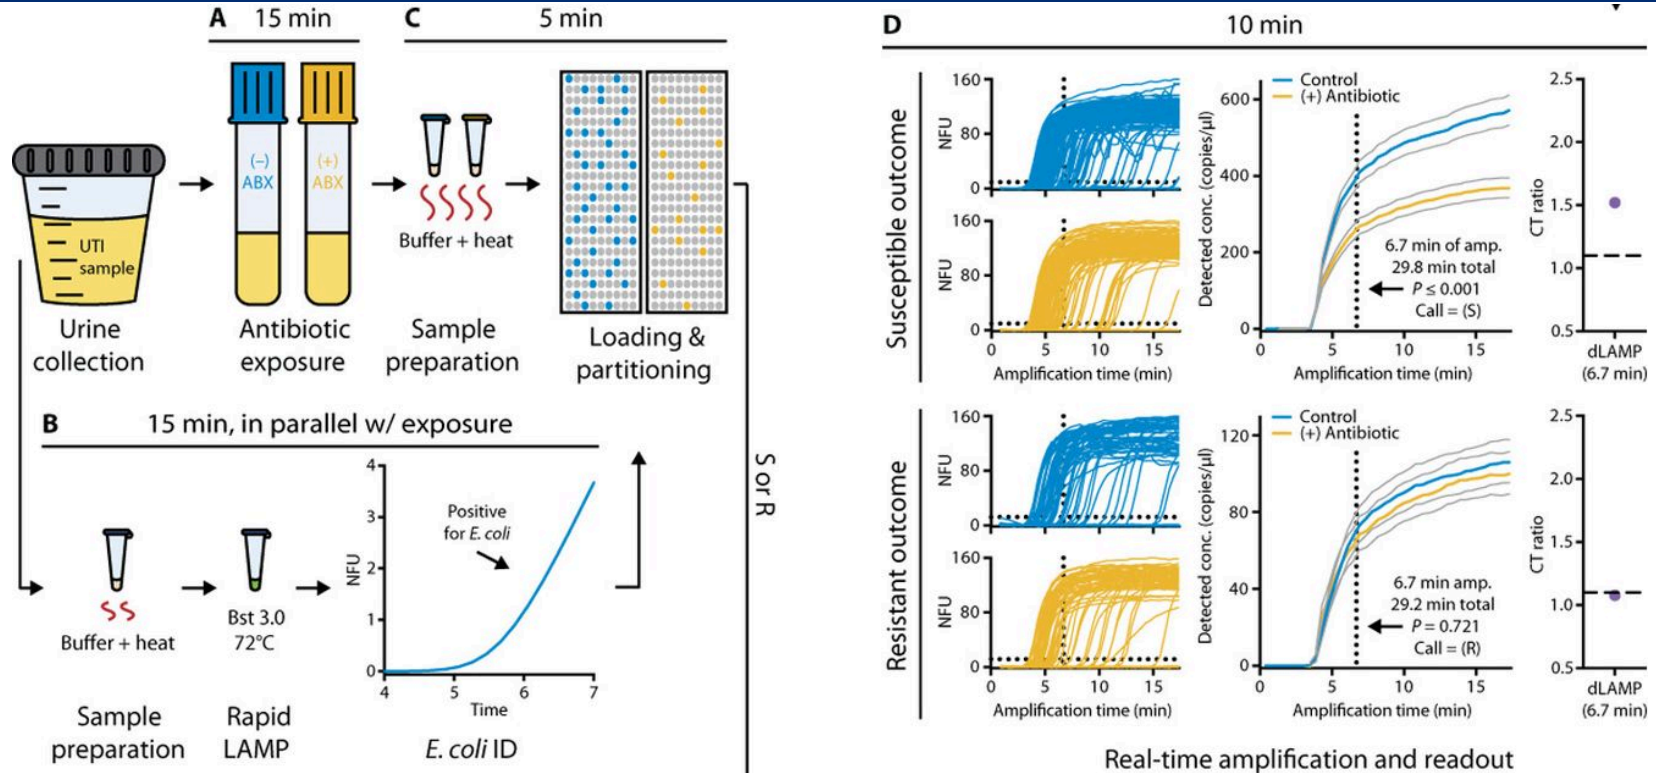 A 15 min
C 5 min
(−)
ABX
(+)
ABX
UTI
sample
Buffer + heat
Urine
collection
Antibiotic
exposure
Sample
preparation
Loading &
partitioning
B 15 min, in parallel w/ exposure
Buffer + heat
Bst 3.0
72°C
4
3
2
1
0
NFU
Positive
for E. coli
4 5 6 7
Time
Sample
preparation
Rapid
LAMP
E. coli ID
S or R
D 10 min
Susceptible outcome
160
80
0
NFU
160
80
0
NFU
0 5 10 15
Amplification time (min)
Detected conc. (copies/µl)
600
400
200
0
Control
(+) Antibiotic
6.7 min of amp.
29.8 min total
P ≤ 0.001
Call = (S)
0 5 10 15
Amplification time (min)
CT ratio
2.5
2.0
1.5
1.0
0.5
dLAMP
(6.7 min)
Resistant outcome
160
80
0
NFU
160
80
0
NFU
0 5 10 15
Amplification time (min)
Detected conc. (copies/µl)
120
80
40
0
Control
(+) Antibiotic
6.7 min amp.
29.2 min total
P = 0.721
Call = (R)
0 5 10 15
Amplification time (min)
CT ratio
2.5
2.0
1.5
1.0
0.5
dLAMP
(6.7 min)
Real-time amplification and readout